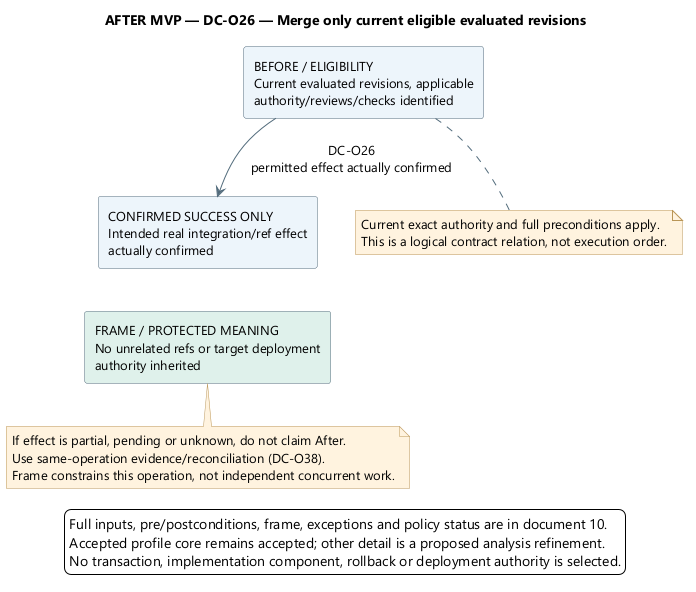 AFTER MVP — DC-O26 — Merge only current eligible evaluated revisions
BEFORE / ELIGIBILITY
Current evaluated revisions, applicable
authority/reviews/checks identified
DC-O26
permitted effect actually confirmed
CONFIRMED SUCCESS ONLY
Intended real integration/ref effect
actually confirmed
Current exact authority and full preconditions apply.
This is a logical contract relation, not execution order.
FRAME / PROTECTED MEANING
No unrelated refs or target deployment
authority inherited
If effect is partial, pending or unknown, do not claim After.
Use same-operation evidence/reconciliation (DC-O38).
Frame constrains this operation, not independent concurrent work.
Full inputs, pre/postconditions, frame, exceptions and policy status are in document 10.
Accepted profile core remains accepted; other detail is a proposed analysis refinement.
No transaction, implementation component, rollback or deployment authority is selected.